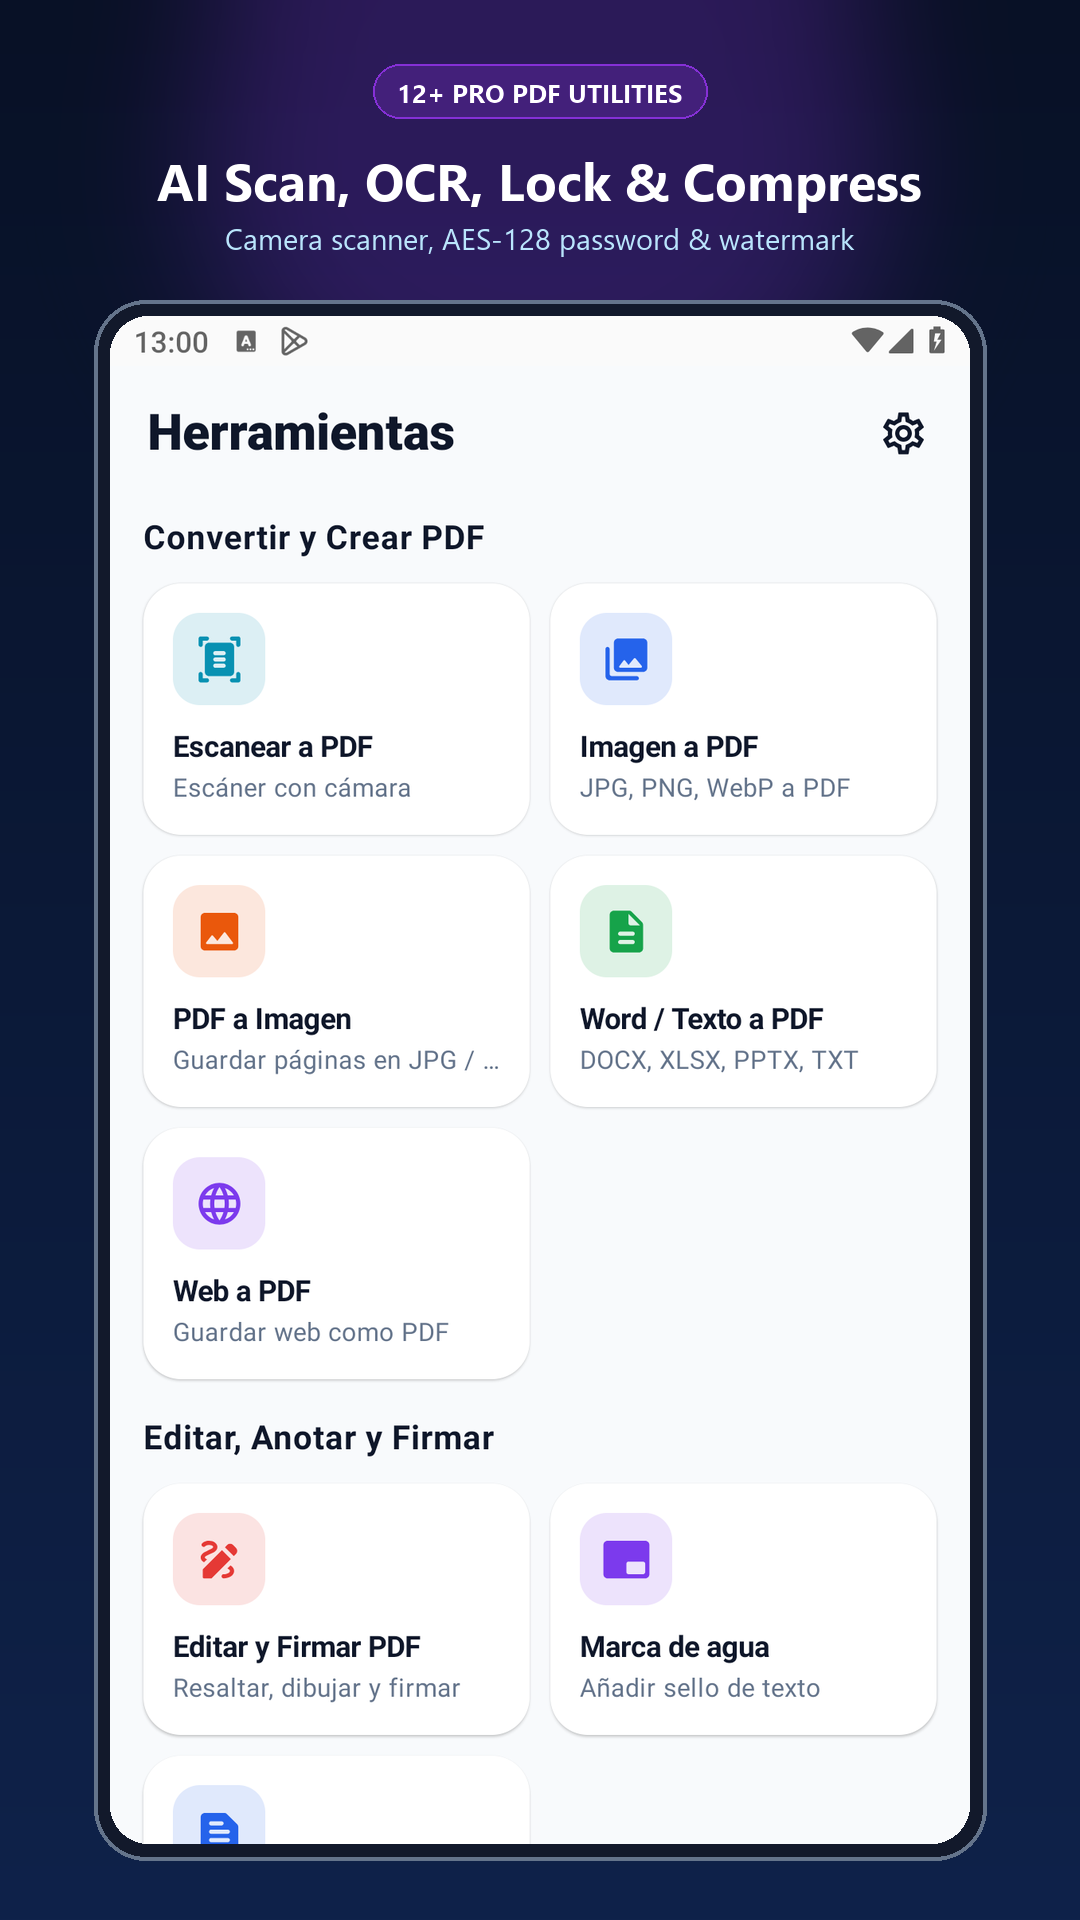 12+ PRO PDF UTILITIES
AI Scan, OCR, Lock & Compress
Camera scanner, AES-128 password & watermark
13:00
Herramientas
Convertir y Crear PDF
Escanear a PDF
Escáner con cámara
Imagen a PDF
JPG, PNG, WebP a PDF
PDF a Imagen
Guardar páginas en JPG / ...
Word / Texto a PDF
DOCX, XLSX, PPTX, TXT
Web a PDF
Guardar web como PDF
Editar, Anotar y Firmar
Editar y Firmar PDF
Resaltar, dibujar y firmar
Marca de agua
Añadir sello de texto